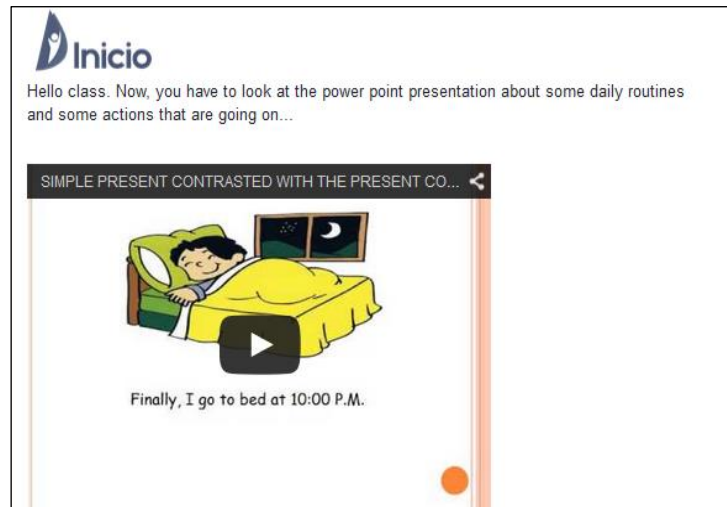 Inicio
Hello class. Now, you have to look at the power point presentation about some daily routines
and some actions that are going on...
SIMPLE PRESENT CONTRASTED WITH THE PRESENT CO...
Finally, I go to bed at 10:00 P.M.